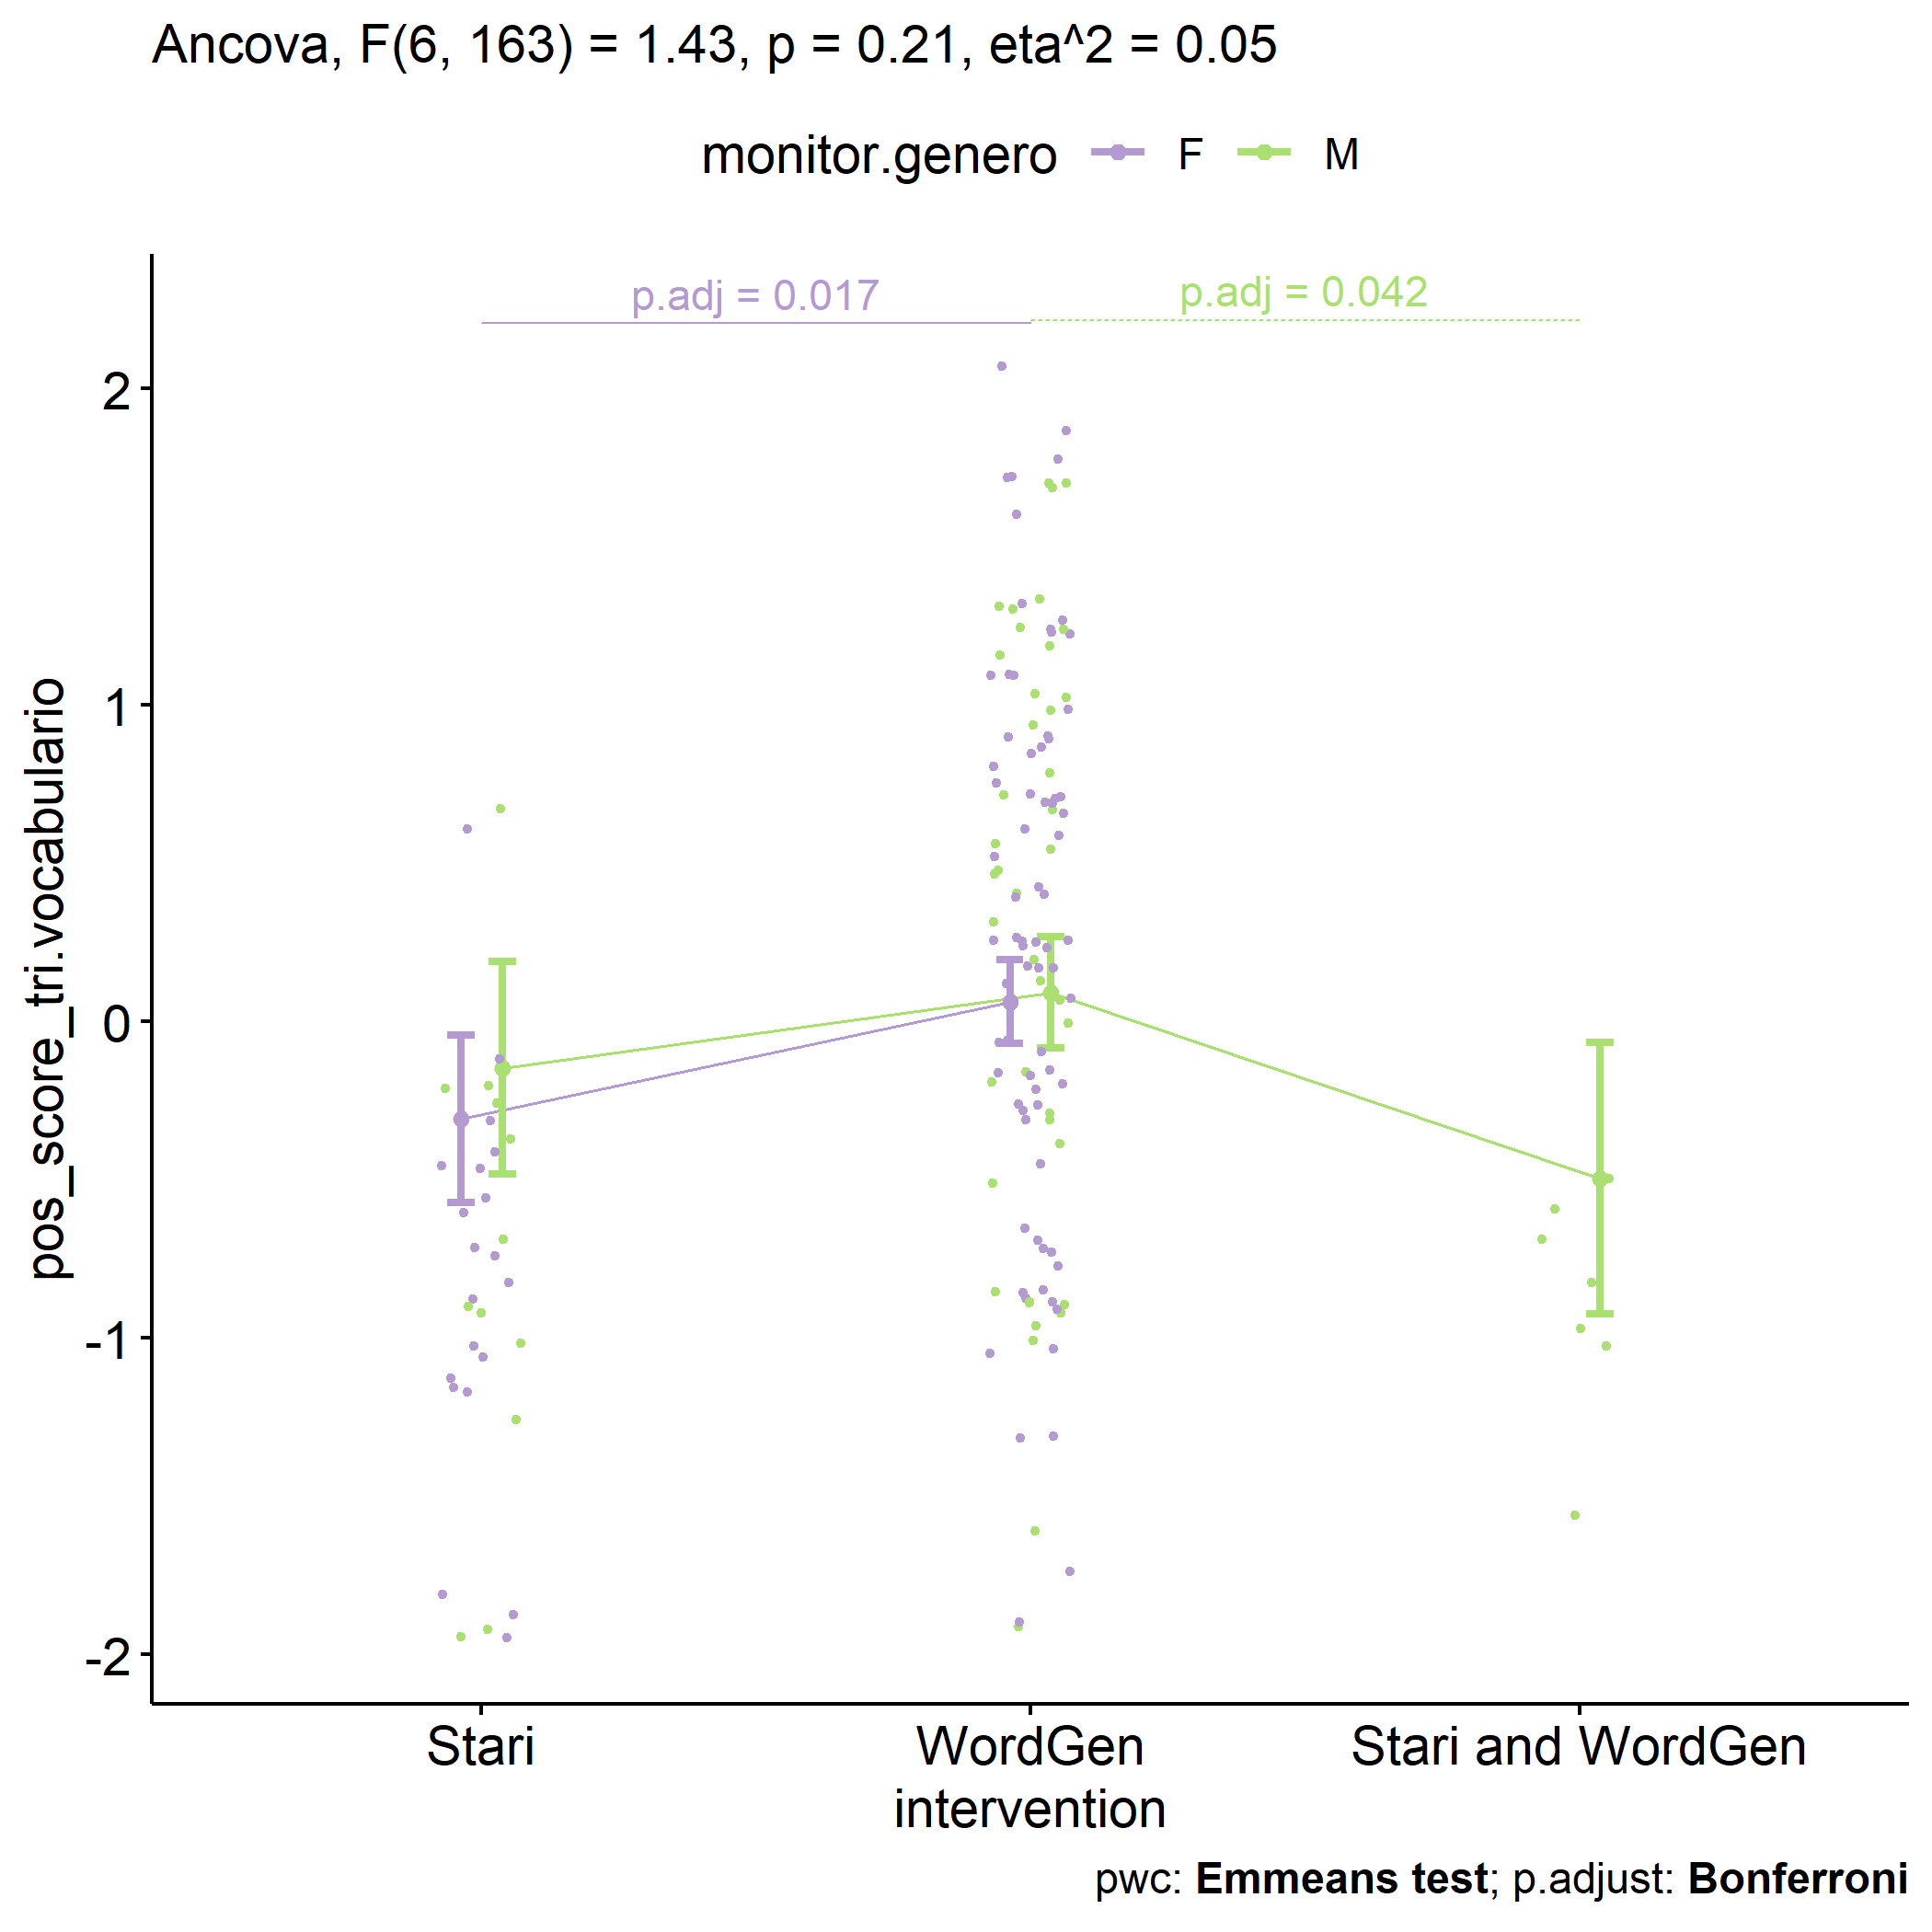 Ancova, F(6, 163) = 1.43, p = 0.21, eta^2 = 0.05
monitor.genero F M
p.adj = 0.017 p.adj = 0.042
2
1
0
-1
-2
pos_score_tri.vocabulario
Stari WordGen Stari and WordGen
intervention
pwc: Emmeans test; p.adjust: Bonferroni